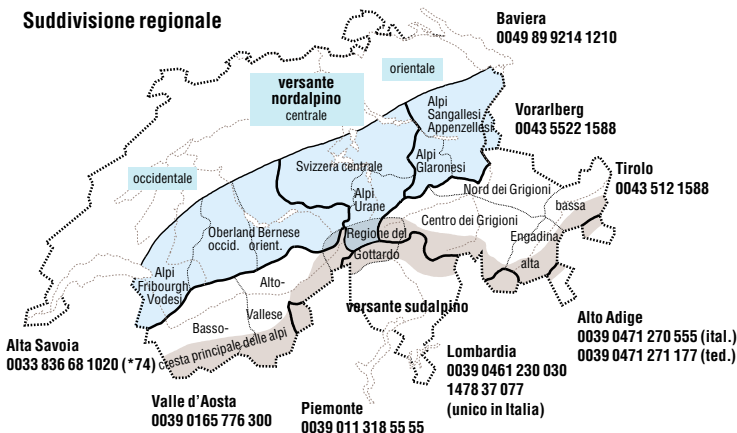 Suddivisione regionale
Baviera
0049 89 9214 1210
orientale
versante
nordalpino
centrale
Alpi
Sangallesi
Appenzellesi
Vorarlberg
0043 5522 1588
occidentale
Svizzera centrale
Alpi
Glaronesi
Tirolo
0043 512 1588
Alpi
Urane
Nord dei Grigioni
bassa
Centro dei Grigioni
Oberland Bernese
occid. orient.
Regione del
Gottardo
Engadina
alta
Alpi
Fribourgh
Vodesi
Alto-
Vallese
Basso-
versante sudalpino
cresta principale delle alpi
Alta Savoia
0033 836 68 1020 (*74)
Alto Adige
0039 0471 270 555 (ital.)
0039 0471 271 177 (ted.)
Lombardia
0039 0461 230 030
1478 37 077
(unico in Italia)
Valle d'Aosta
0039 0165 776 300
Piemonte
0039 011 318 55 55